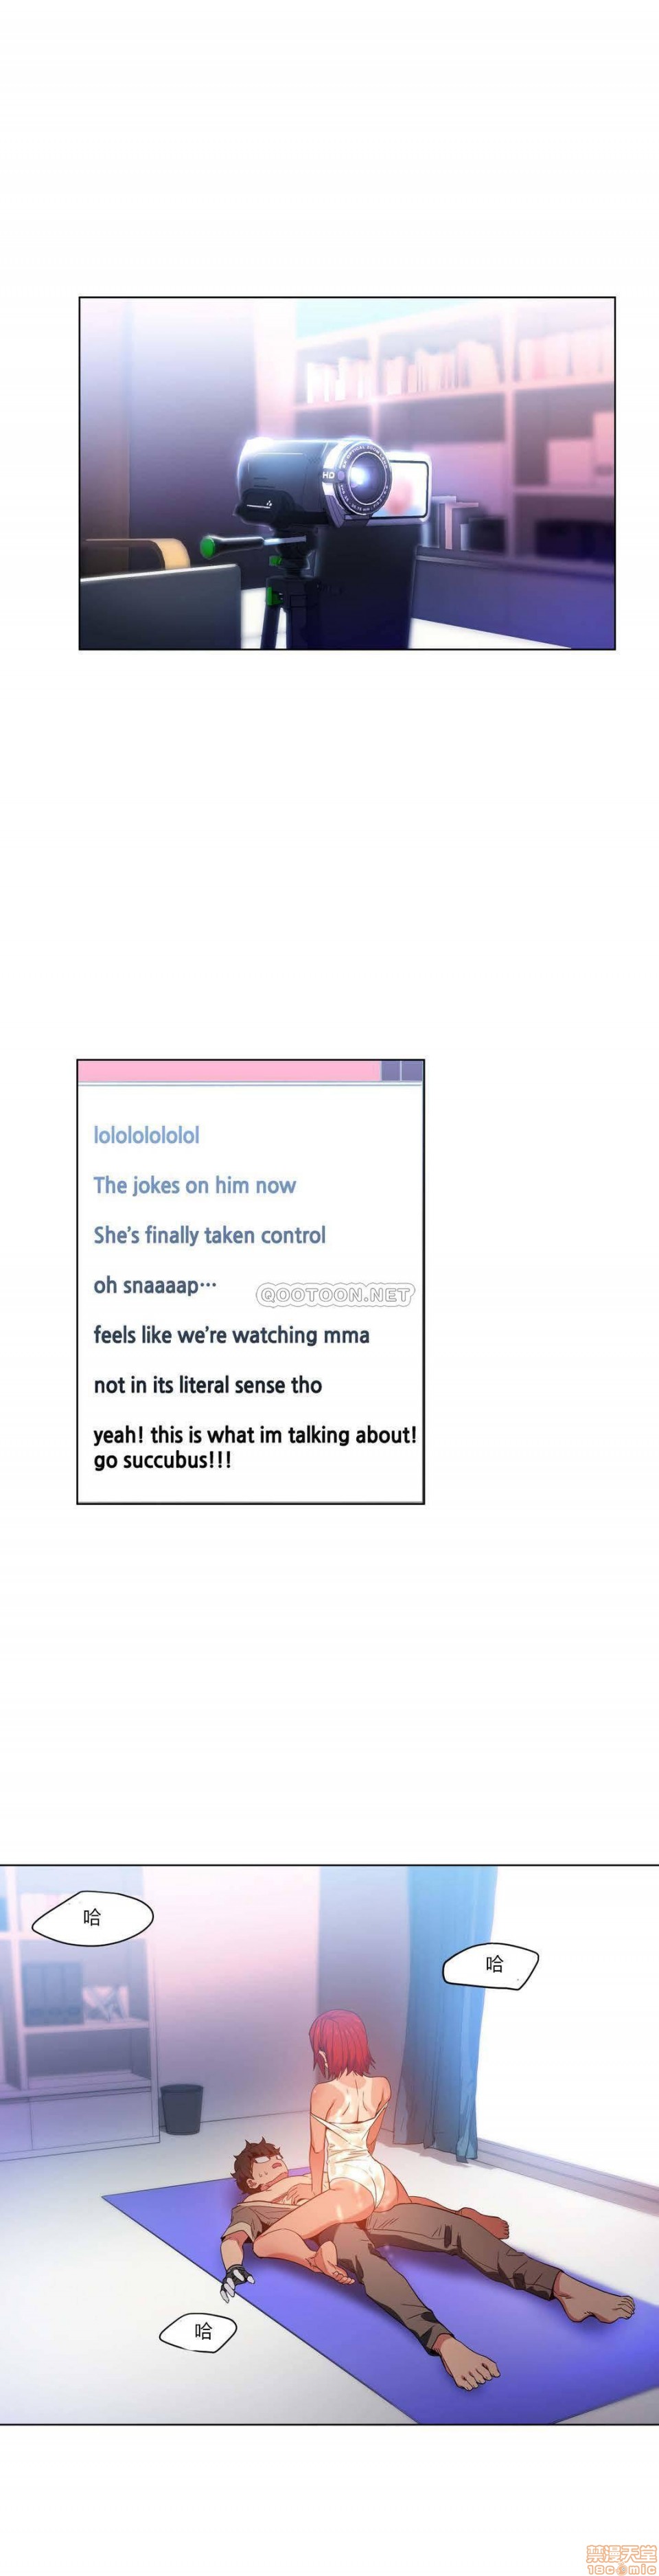 HD
lolololololol
The jokes on him now
She's finally taken control
oh snaaaap…
QOOTOON.NET
feels like we're watching mma
not in its literal sense tho
yeah! this is what im talking about!
go succubus!!!
哈
哈
哈
禁漫天堂
18comic